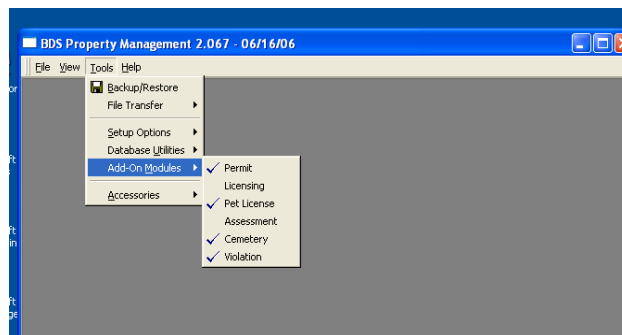 BDS Property Management 2.067 - 06/16/06
File View Tools Help
Backup/Restore
File Transfer
Setup Options
Database Utilities
Add-On Modules
Accessories
Permit
Licensing
Pet License
Assessment
Cemetery
Violation